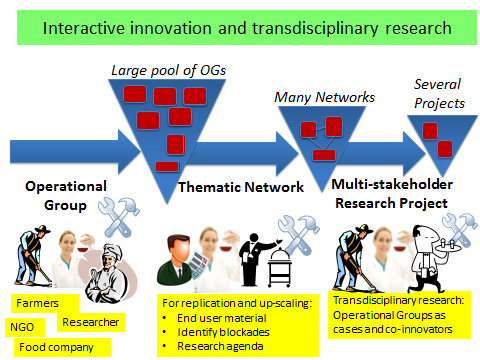 Interactive innovation and transdisciplinary research
Large pool of OGs
Many Networks
Several
Projects
Operational
Group
Thematic Network
Multi-stakeholder
Research Project
Farmers
NGO
Researcher
Food company
For replication and up-scaling:
• End user material
• Identify blockades
• Research agenda
Transdisciplinary research:
Operational Groups as
cases and co-innovators